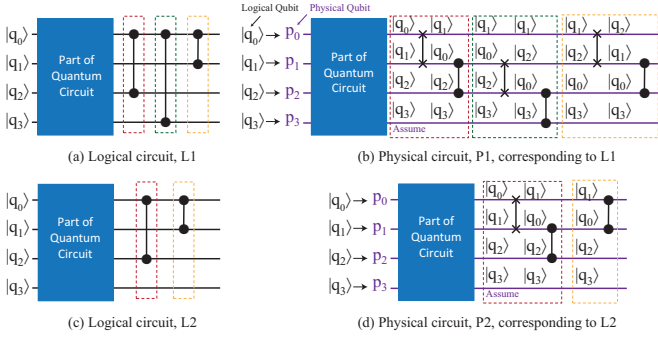 Logical Qubit
Physical Qubit
|q0⟩
|q1⟩
|q2⟩
|q3⟩
Part of
Quantum
Circuit
(a) Logical circuit, L1
|q0⟩ → p0
|q1⟩ → p1
|q2⟩ → p2
|q3⟩ → p3
Part of
Quantum
Circuit
|q0⟩ |q1⟩ |q1⟩ |q1⟩ |q1⟩ |q2⟩
|q1⟩ |q0⟩ |q0⟩ |q2⟩ |q2⟩ |q1⟩
|q2⟩ |q2⟩ |q2⟩ |q0⟩ |q0⟩ |q0⟩
|q3⟩ |q3⟩ |q3⟩ |q3⟩ |q3⟩ |q3⟩
Assume
(b) Physical circuit, P1, corresponding to L1
|q0⟩
|q1⟩
|q2⟩
|q3⟩
Part of
Quantum
Circuit
(c) Logical circuit, L2
|q0⟩ → p0
|q1⟩ → p1
|q2⟩ → p2
|q3⟩ → p3
Part of
Quantum
Circuit
|q0⟩ |q1⟩ |q1⟩
|q1⟩ |q0⟩ |q0⟩
|q2⟩ |q2⟩ |q2⟩
|q3⟩ |q3⟩ |q3⟩
Assume
(d) Physical circuit, P2, corresponding to L2